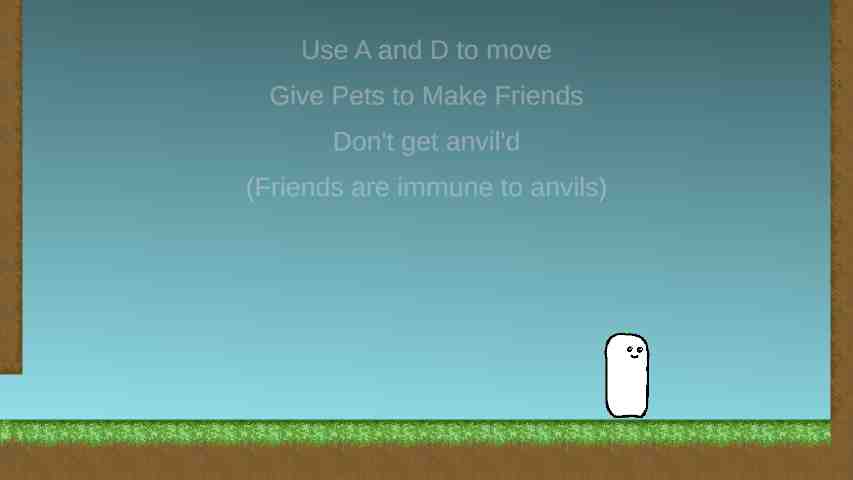 Use A and D to move
Give Pets to Make Friends
Don't get anvil'd
(Friends are immune to anvils)